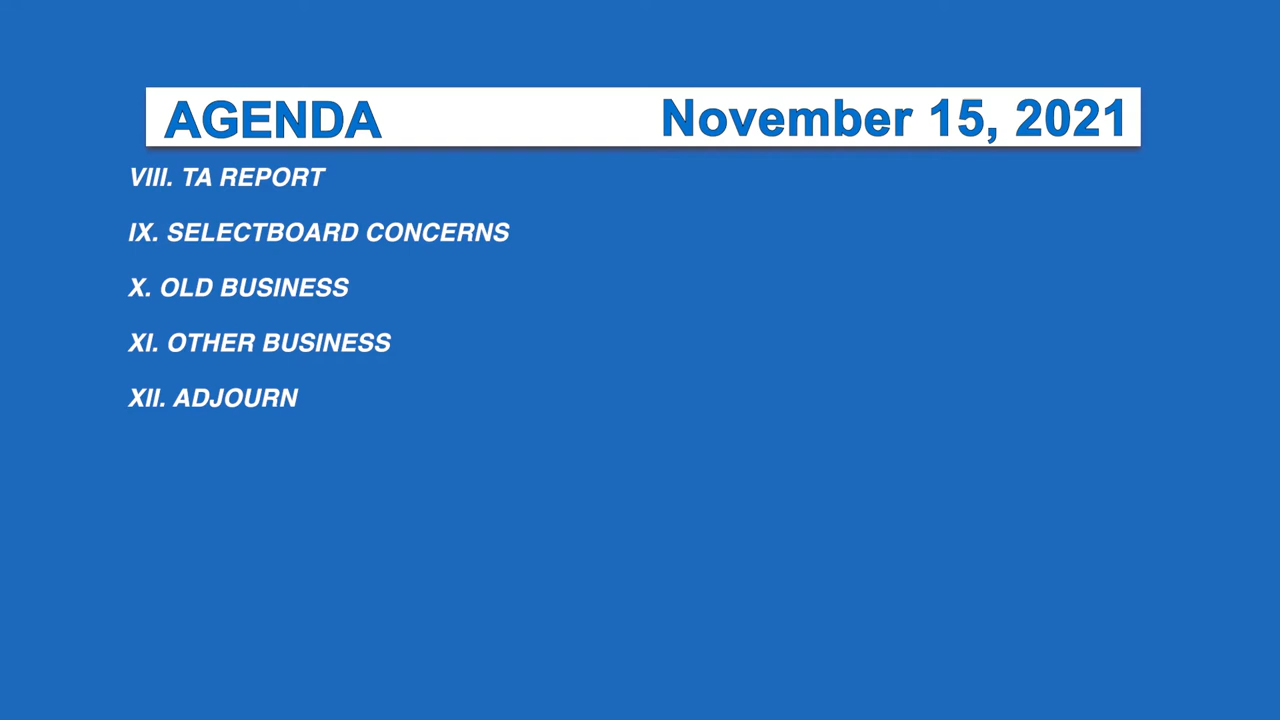 AGENDA November 15, 2021
VIII. TA REPORT
IX. SELECTBOARD CONCERNS
X. OLD BUSINESS
XI. OTHER BUSINESS
XII. ADJOURN